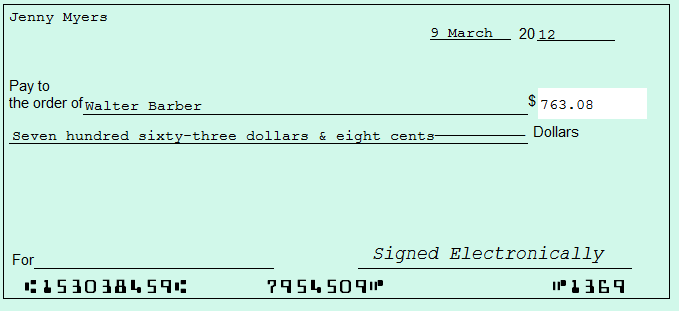 Jenny Myers
9 March 2012
Pay to
the order of Walter Barber $ 763.08
Seven hundred sixty-three dollars & eight cents Dollars
Signed Electronically
For
⑆153038459⑆ 7954509⑈ ⑈1369